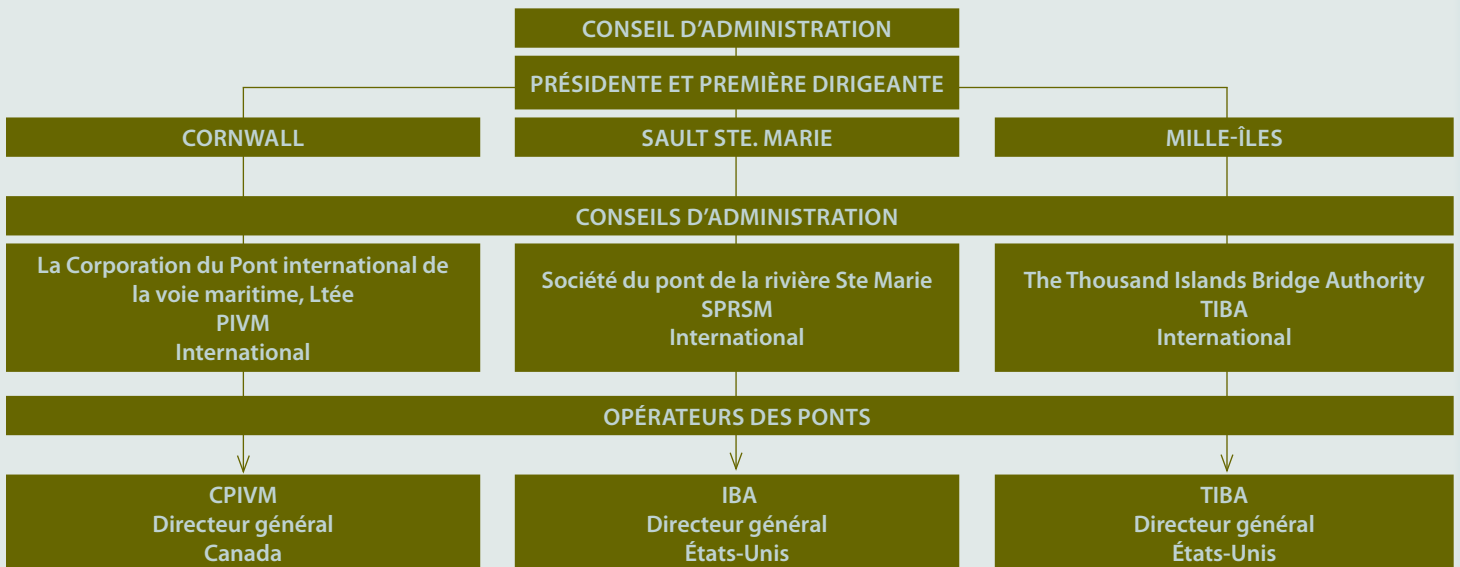 CONSEIL D'ADMINISTRATION
PRÉSIDENTE ET PREMIÈRE DIRIGEANTE
CORNWALL
SAULT STE. MARIE
MILLE-ÎLES
CONSEILS D'ADMINISTRATION
La Corporation du Pont international de
la voie maritime, Ltée
PIVM
International
Société du pont de la rivière Ste Marie
SPRSM
International
The Thousand Islands Bridge Authority
TIBA
International
OPÉRATEURS DES PONTS
CPIVM
Directeur général
Canada
IBA
Directeur général
États-Unis
TIBA
Directeur général
États-Unis